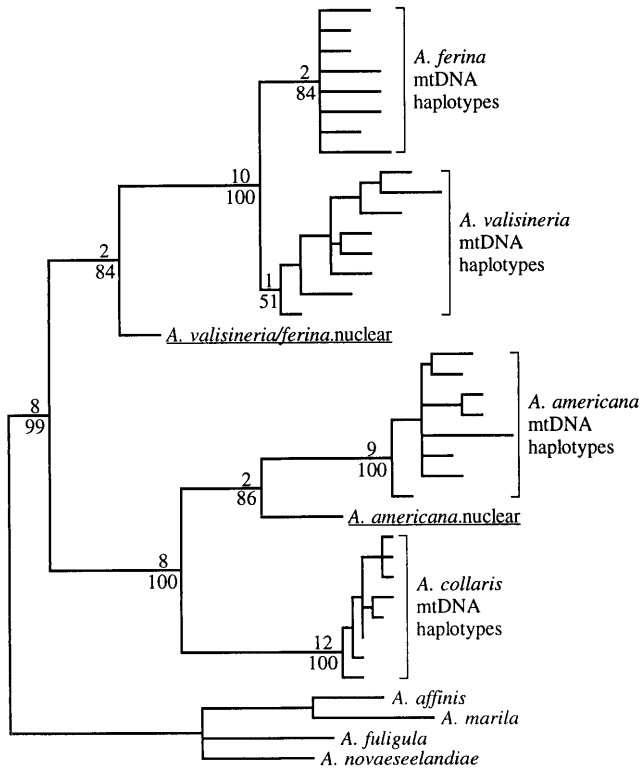 2
84
A. ferina
mtDNA
haplotypes
10
100
A. valisineria
mtDNA
haplotypes
2
84
1
51
A. valisineria/ferina.nuclear
8
99
A. americana
mtDNA
haplotypes
9
100
2
86
A. americana.nuclear
8
100
A. collaris
mtDNA
haplotypes
12
100
A. affinis
A. marila
A. fuligula
A. novaeseelandiae